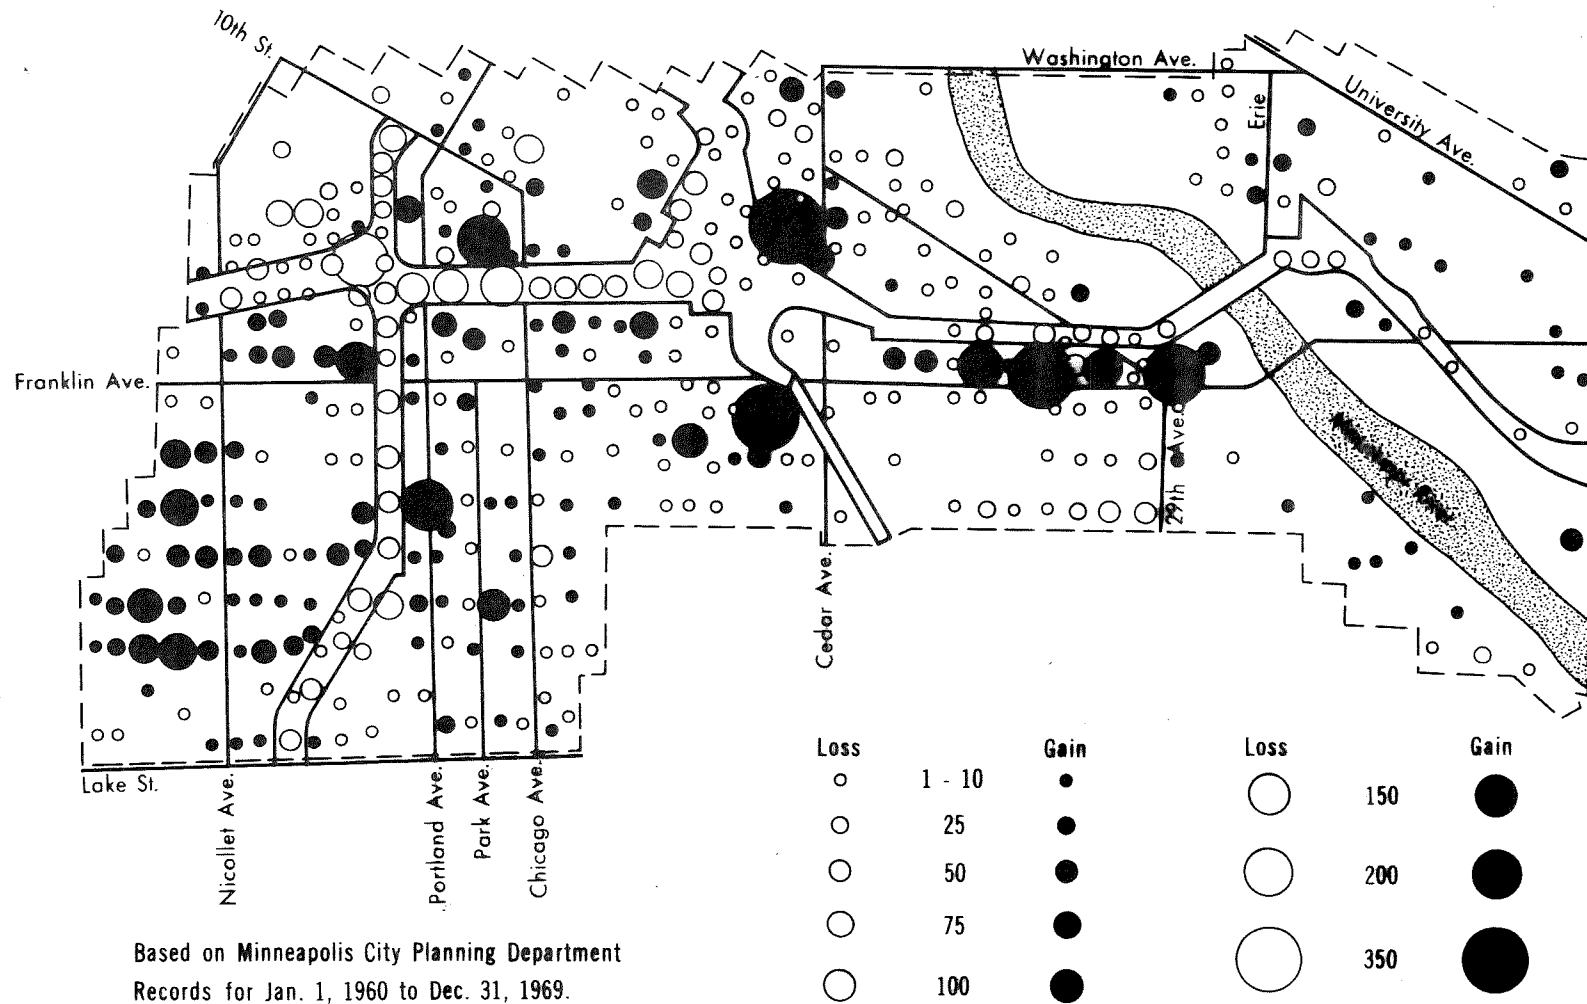 10th St.
Washington Ave.
University Ave.
Erie
Franklin Ave.
29th Ave.
Cedar Ave.
Lake St.
Nicollet Ave.
Portland Ave.
Park Ave.
Chicago Ave.
Loss Gain Loss Gain
1 - 10 150
25
50 200
75
100 350
Based on Minneapolis City Planning Department
Records for Jan. 1, 1960 to Dec. 31, 1969.